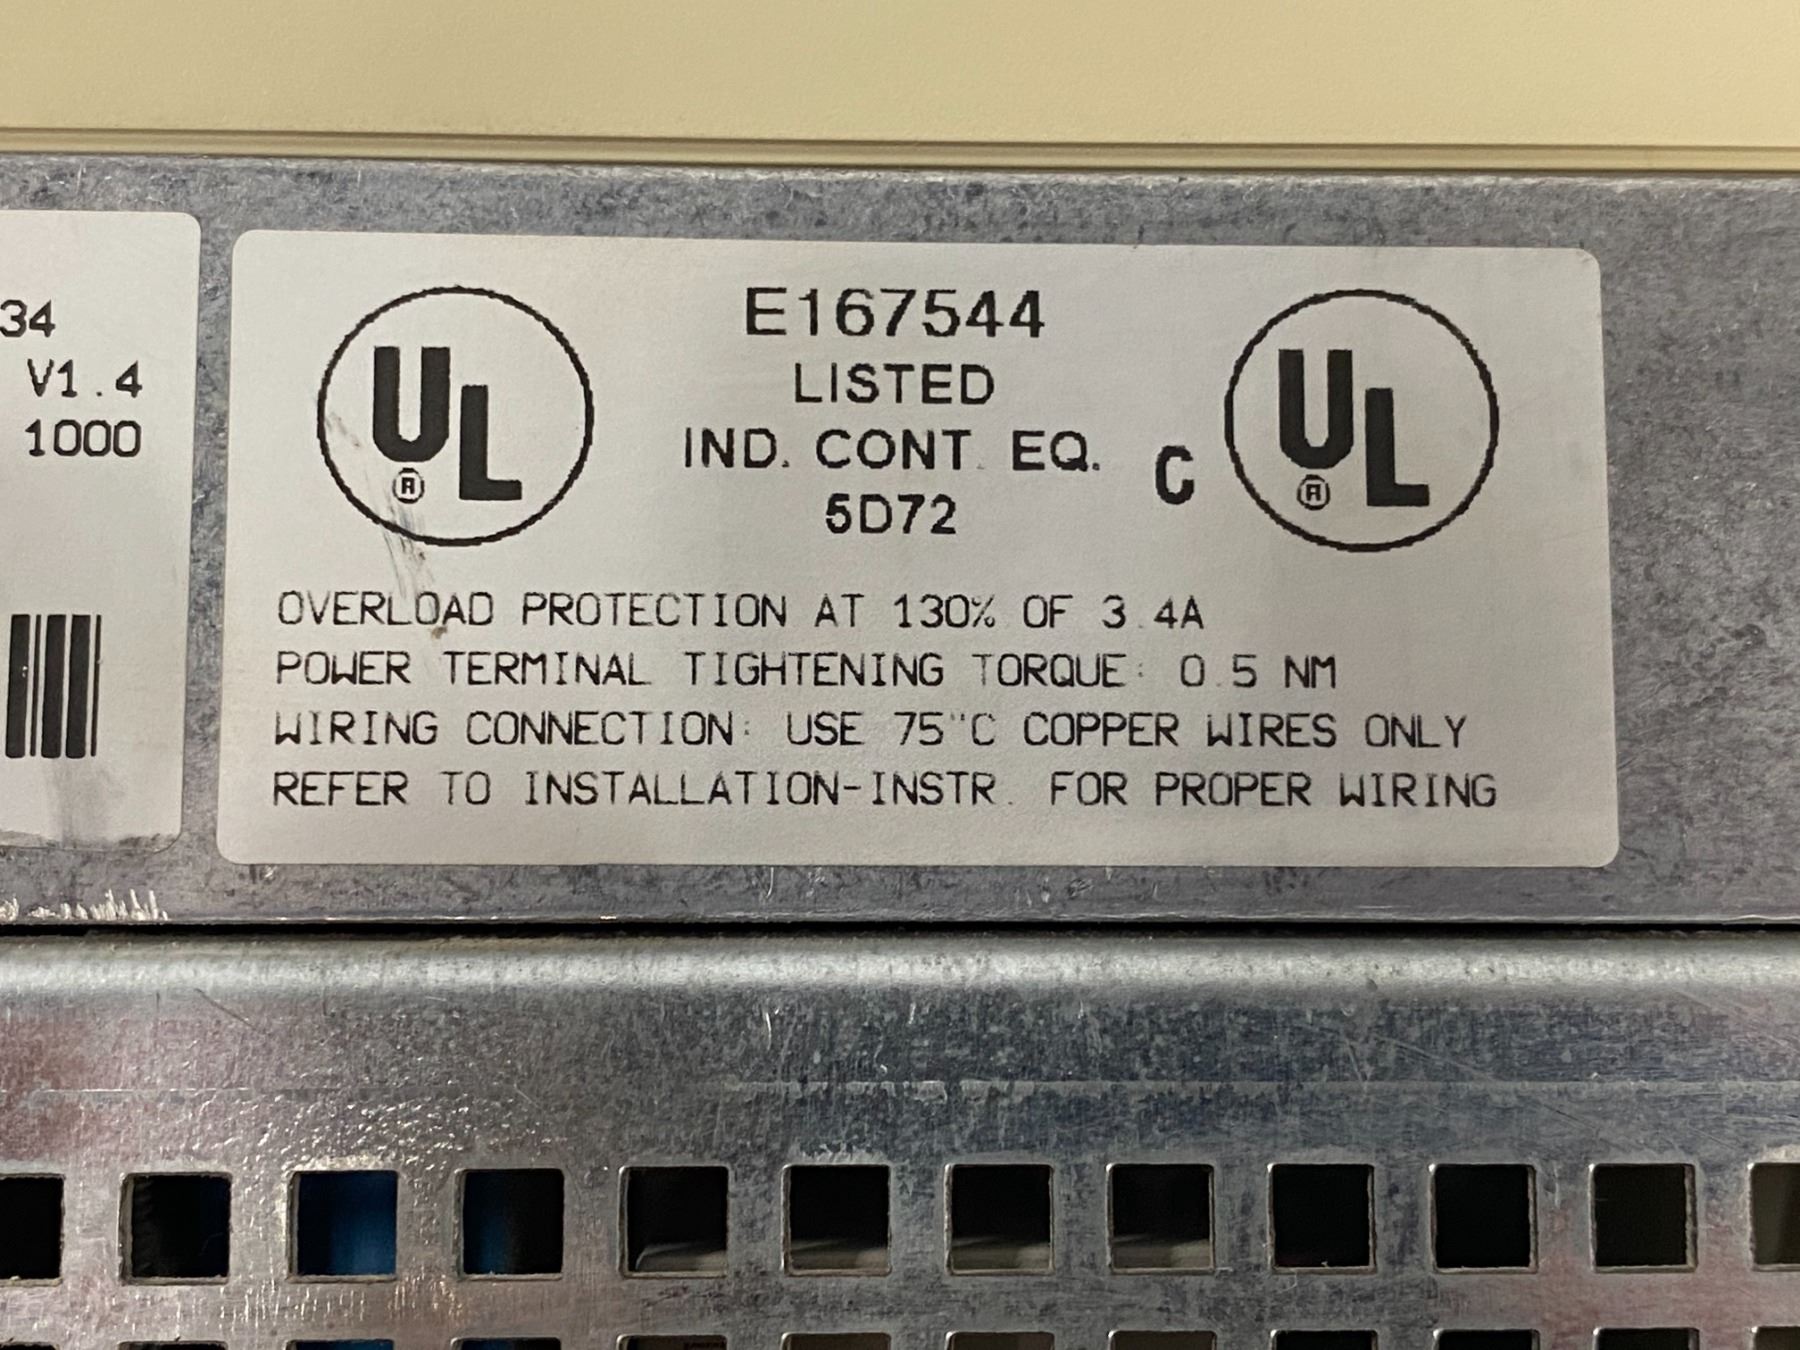 34
V1.4
1000
UL
®
E167544
LISTED
IND. CONT. EQ.
5D72
C UL
®
OVERLOAD PROTECTION AT 130% OF 3.4A
POWER TERMINAL TIGHTENING TORQUE: 0.5 NM
WIRING CONNECTION: USE 75"C COPPER WIRES ONLY
REFER TO INSTALLATION-INSTR. FOR PROPER WIRING